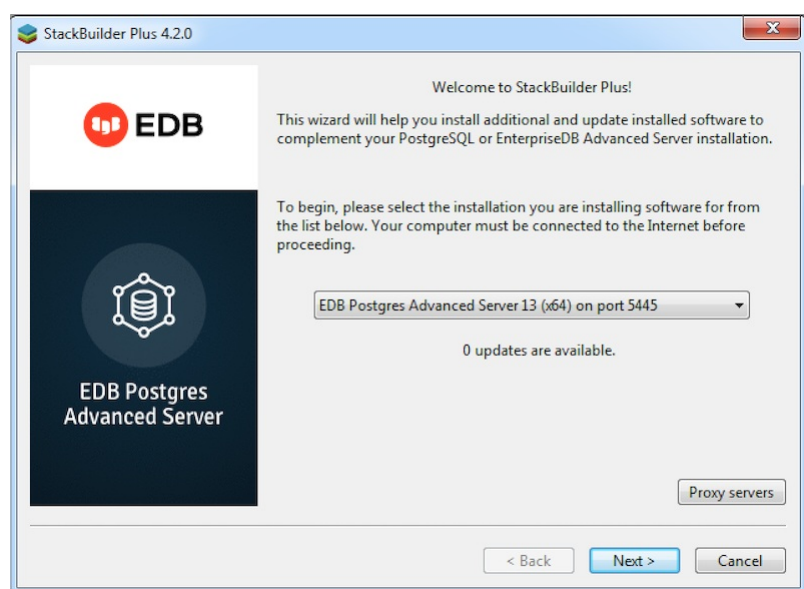 StackBuilder Plus 4.2.0
EDB
EDB Postgres
Advanced Server
Welcome to StackBuilder Plus!
This wizard will help you install additional and update installed software to
complement your PostgreSQL or EnterpriseDB Advanced Server installation.
To begin, please select the installation you are installing software for from
the list below. Your computer must be connected to the Internet before
proceeding.
EDB Postgres Advanced Server 13 (x64) on port 5445
0 updates are available.
Proxy servers
< Back
Next >
Cancel